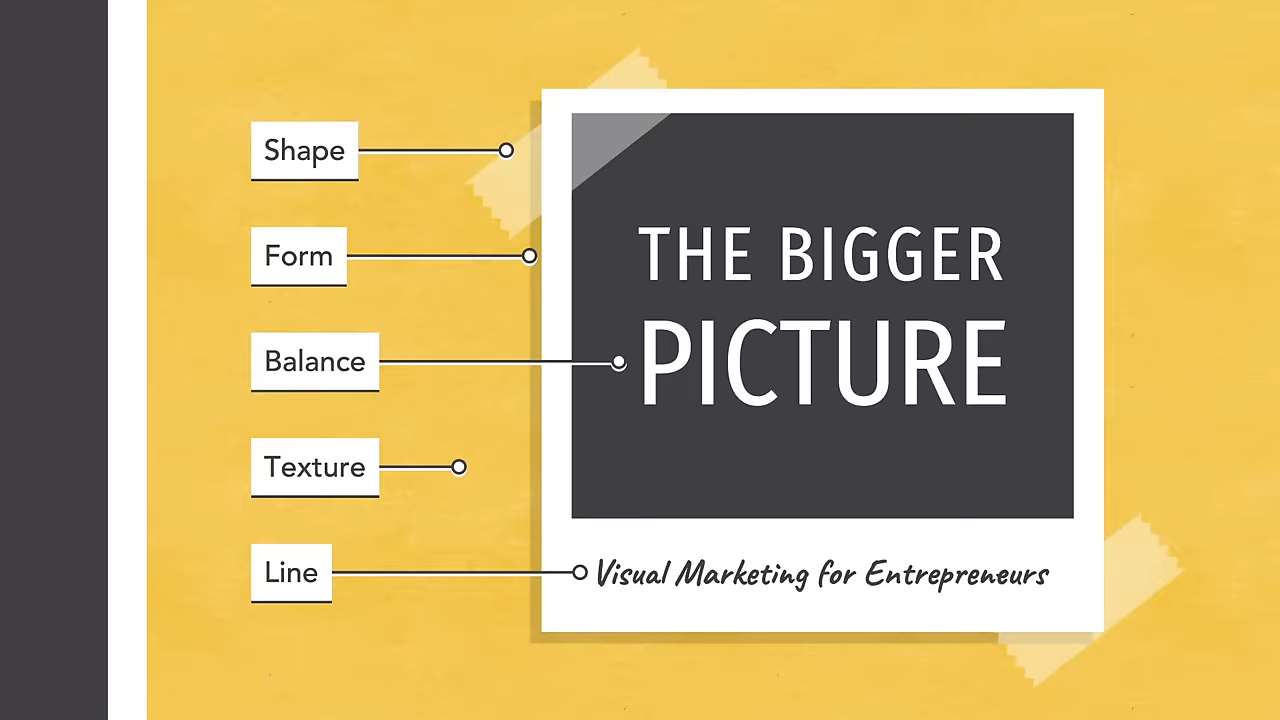 Shape
Form
Balance
Texture
Line
THE BIGGER
PICTURE
Visual Marketing for Entrepreneurs